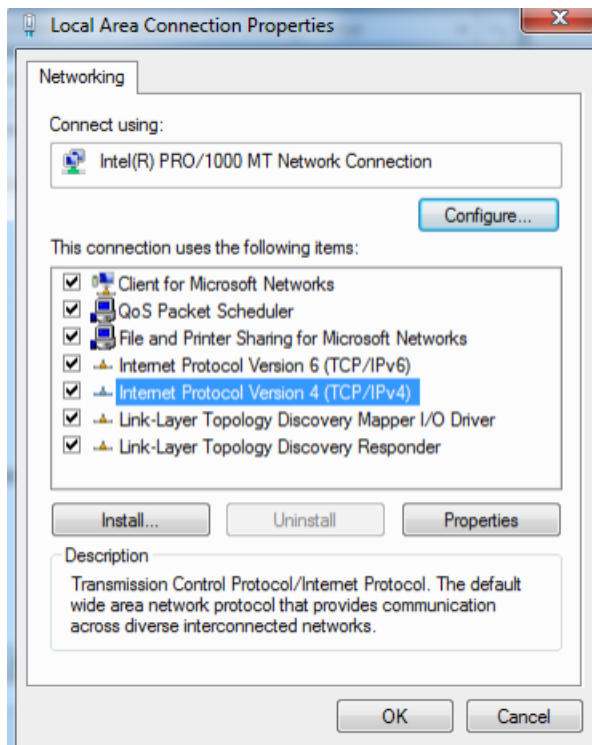 Local Area Connection Properties
Networking
Connect using:
Intel(R) PRO/1000 MT Network Connection
Configure...
This connection uses the following items:
Client for Microsoft Networks
QoS Packet Scheduler
File and Printer Sharing for Microsoft Networks
Internet Protocol Version 6 (TCP/IPv6)
Internet Protocol Version 4 (TCP/IPv4)
Link-Layer Topology Discovery Mapper I/O Driver
Link-Layer Topology Discovery Responder
Install... Uninstall Properties
Description
Transmission Control Protocol/Internet Protocol. The default
wide area network protocol that provides communication
across diverse interconnected networks.
OK Cancel